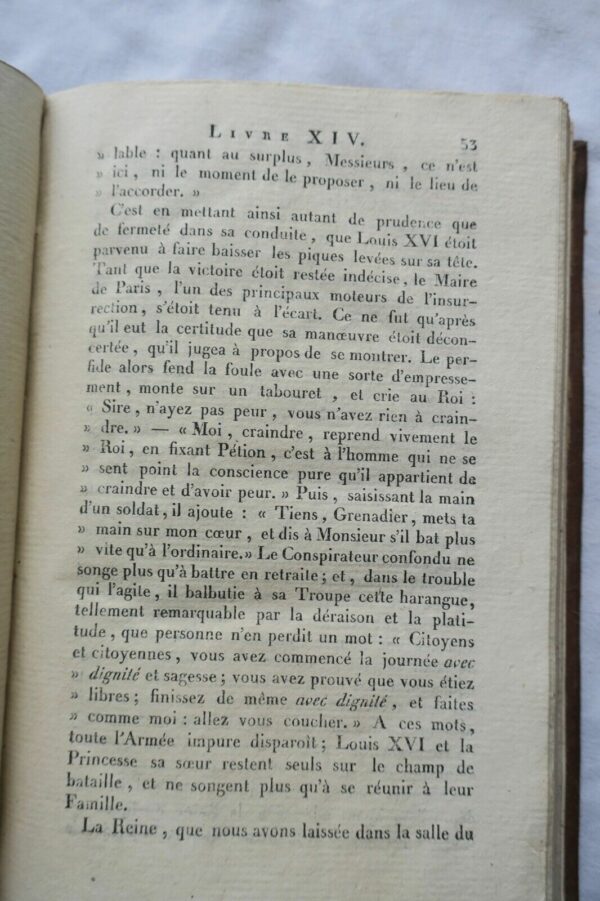 LIVRE XIV. 53
» lable : quant au surplus, Messieurs, ce n'est
» ici, ni le moment de le proposer, ni le lieu de
» l'accorder. »
C'est en mettant ainsi autant de prudence que
de fermeté dans sa conduite, que Louis XVI étoit
parvenu à faire baisser les piques levées sur sa tête.
Tant que la victoire étoit restée indécise, le Maire
de Paris, l'un des principaux moteurs de l'insur-
rection, s'étoit tenu à l'écart. Ce ne fut qu'après
qu'il eut la certitude que sa manœuvre étoit décon-
certée, qu'il jugea à propos de se montrer. Le per-
fide alors fend la foule avec une sorte d'empresse-
ment, monte sur un tabouret, et crie au Roi :
« Sire, n'ayez pas peur, vous n'avez rien à crain-
» dre. » — « Moi, craindre, reprend vivement le
» Roi, en fixant Pétion, c'est à l'homme qui ne se
» sent point la conscience pure qu'il appartient de
» craindre et d'avoir peur. » Puis, saisissant la main
d'un soldat, il ajoute : « Tiens, Grenadier, mets ta
» main sur mon cœur, et dis à Monsieur s'il bat plus
» vite qu'à l'ordinaire. » Le Conspirateur confondu ne
songe plus qu'à battre en retraite ; et, dans le trouble
qui l'agite, il balbutie à sa Troupe cette harangue,
tellement remarquable par la déraison et la plati-
tude, que personne n'en perdit un mot : « Citoyens
et citoyennes, vous avez commencé la journée avec
» dignité et sagesse ; vous avez prouvé que vous étiez
» libres ; finissez de même avec dignité, et faites
» comme moi : allez vous coucher. » A ces mots,
toute l'Armée impure disparoît ; Louis XVI et la
Princesse sa sœur restent seuls sur le champ de
bataille, et ne songent plus qu'à se réunir à leur
Famille.
La Reine, que nous avons laissée dans la salle du